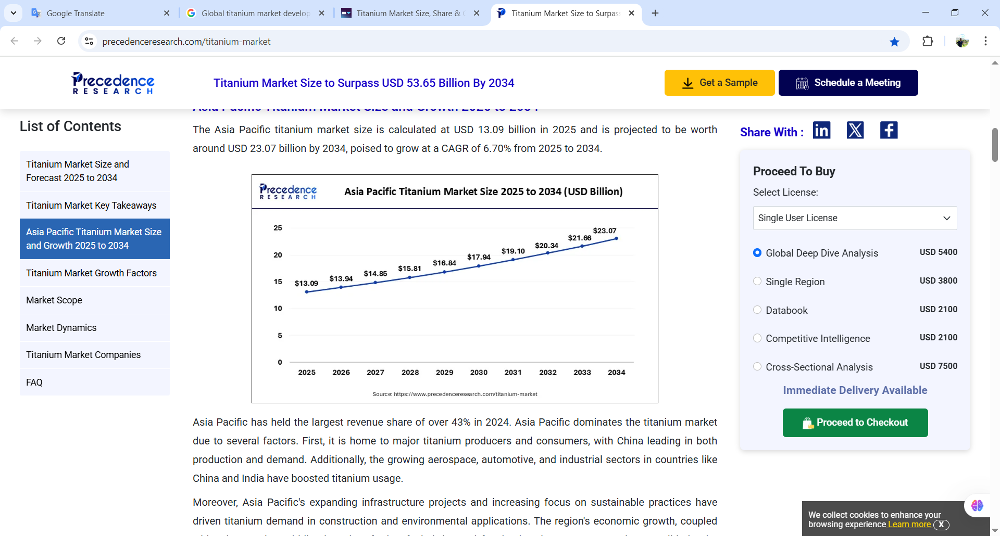 Google Translate
Global titanium market develop
Titanium Market Size, Share &
Titanium Market Size to Surpas
precedenceresearch.com/titanium-market
Precedence
RESEARCH
Titanium Market Size to Surpass USD 53.65 Billion By 2034
Get a Sample
Schedule a Meeting
Asia Pacific Titanium Market Size and Growth 2025 to 2034
List of Contents
Titanium Market Size and
Forecast 2025 to 2034
Titanium Market Key Takeaways
Asia Pacific Titanium Market Size
and Growth 2025 to 2034
Titanium Market Growth Factors
Market Scope
Market Dynamics
Titanium Market Companies
FAQ
The Asia Pacific titanium market size is calculated at USD 13.09 billion in 2025 and is projected to be worth
around USD 23.07 billion by 2034, poised to grow at a CAGR of 6.70% from 2025 to 2034.
Precedence
RESEARCH
Asia Pacific Titanium Market Size 2025 to 2034 (USD Billion)
25
20
15
10
5
0
$13.09
$13.94
$14.85
$15.81
$16.84
$17.94
$19.10
$20.34
$21.66
$23.07
2025 2026 2027 2028 2029 2030 2031 2032 2033 2034
Source: https://www.precedenceresearch.com/titanium-market
Asia Pacific has held the largest revenue share of over 43% in 2024. Asia Pacific dominates the titanium market
due to several factors. First, it is home to major titanium producers and consumers, with China leading in both
production and demand. Additionally, the growing aerospace, automotive, and industrial sectors in countries like
China and India have boosted titanium usage.
Moreover, Asia Pacific's expanding infrastructure projects and increasing focus on sustainable practices have
driven titanium demand in construction and environmental applications. The region's economic growth, coupled
Share With :
Proceed To Buy
Select License:
Single User License
Global Deep Dive Analysis USD 5400
Single Region USD 3800
Databook USD 2100
Competitive Intelligence USD 2100
Cross-Sectional Analysis USD 7500
Immediate Delivery Available
Proceed to Checkout
We collect cookies to enhance your
browsing experience Learn more X